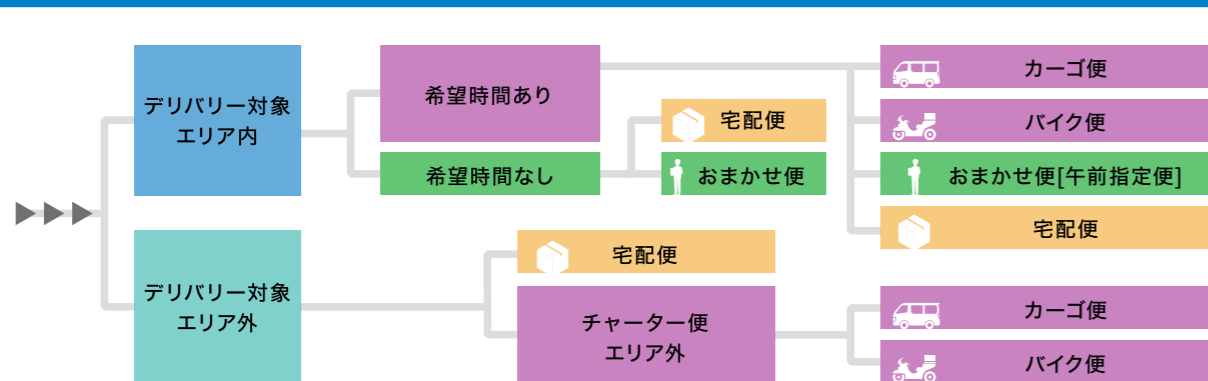 デリバリー対象
エリア内
希望時間あり
希望時間なし
宅配便
おまかせ便
カーゴ便
バイク便
おまかせ便[午前指定便]
宅配便
デリバリー対象
エリア外
宅配便
チャーター便
エリア外
カーゴ便
バイク便